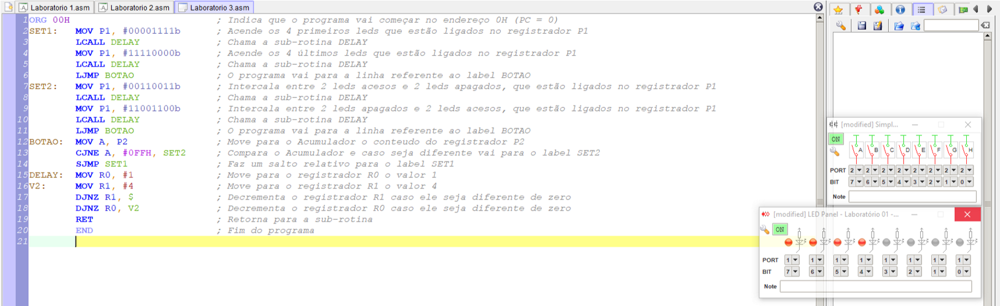 Laboratorio 1.asm Laboratorio 2.asm Laboratorio 3.asm
1 ORG 00H ; Indica que o programa vai começar no endereço 0H (PC = 0)
2 SET1: MOV P1, #00001111b ; Acende os 4 primeiros leds que estão ligados no registrador P1
3 LCALL DELAY ; Chama a sub-rotina DELAY
4 MOV P1, #11110000b ; Acende os 4 últimos leds que estão ligados no registrador P1
5 LCALL DELAY ; Chama a sub-rotina DELAY
6 LJMP BOTAO ; O programa vai para a linha referente ao label BOTAO
7 SET2: MOV P1, #00110011b ; Intercala entre 2 leds acesos e 2 leds apagados, que estão ligados no registrador P1
8 LCALL DELAY ; Chama a sub-rotina DELAY
9 MOV P1, #11001100b ; Intercala entre 2 leds apagados e 2 leds acesos, que estão ligados no registrador P1
10 LCALL DELAY ; Chama a sub-rotina DELAY
11 LJMP BOTAO ; O programa vai para a linha referente ao label BOTAO
12 BOTAO: MOV A, P2 ; Move para o Acumulador o conteudo do registrador P2
13 CJNE A, #0FFH, SET2 ; Compara o Acumulador e caso seja diferente vai para o label SET2
14 SJMP SET1 ; Faz um salto relativo para o label SET1
15 DELAY: MOV R0, #1 ; Move para o registrador R0 o valor 1
16 V2: MOV R1, #4 ; Move para o registrador R1 o valor 4
17 DJNZ R1, $ ; Decrementa o registrador R1 caso ele seja diferente de zero
18 DJNZ R0, V2 ; Decrementa o registrador R0 caso ele seja diferente de zero
19 RET ; Retorna para a sub-rotina
20 END ; Fim do programa
21
[modified] Simpl...
ON
A B C D E F G H
PORT 2 2 2 2 2 2 2 2
BIT 7 6 5 4 3 2 1 0
Note
[modified] LED Panel - Laboratório 01 -...
ON
PORT 1 1 1 1 1 1 1 1
BIT 7 6 5 4 3 2 1 0
Note